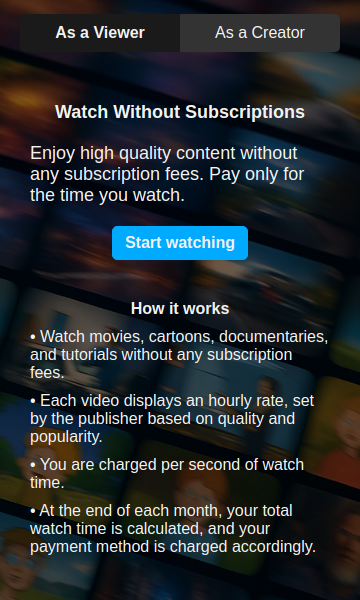 As a Viewer As a Creator
Watch Without Subscriptions
Enjoy high quality content without
any subscription fees. Pay only for
the time you watch.
Start watching
How it works
• Watch movies, cartoons, documentaries,
and tutorials without any subscription
fees.
• Each video displays an hourly rate, set
by the publisher based on quality and
popularity.
• You are charged per second of watch
time.
• At the end of each month, your total
watch time is calculated, and your
payment method is charged accordingly.